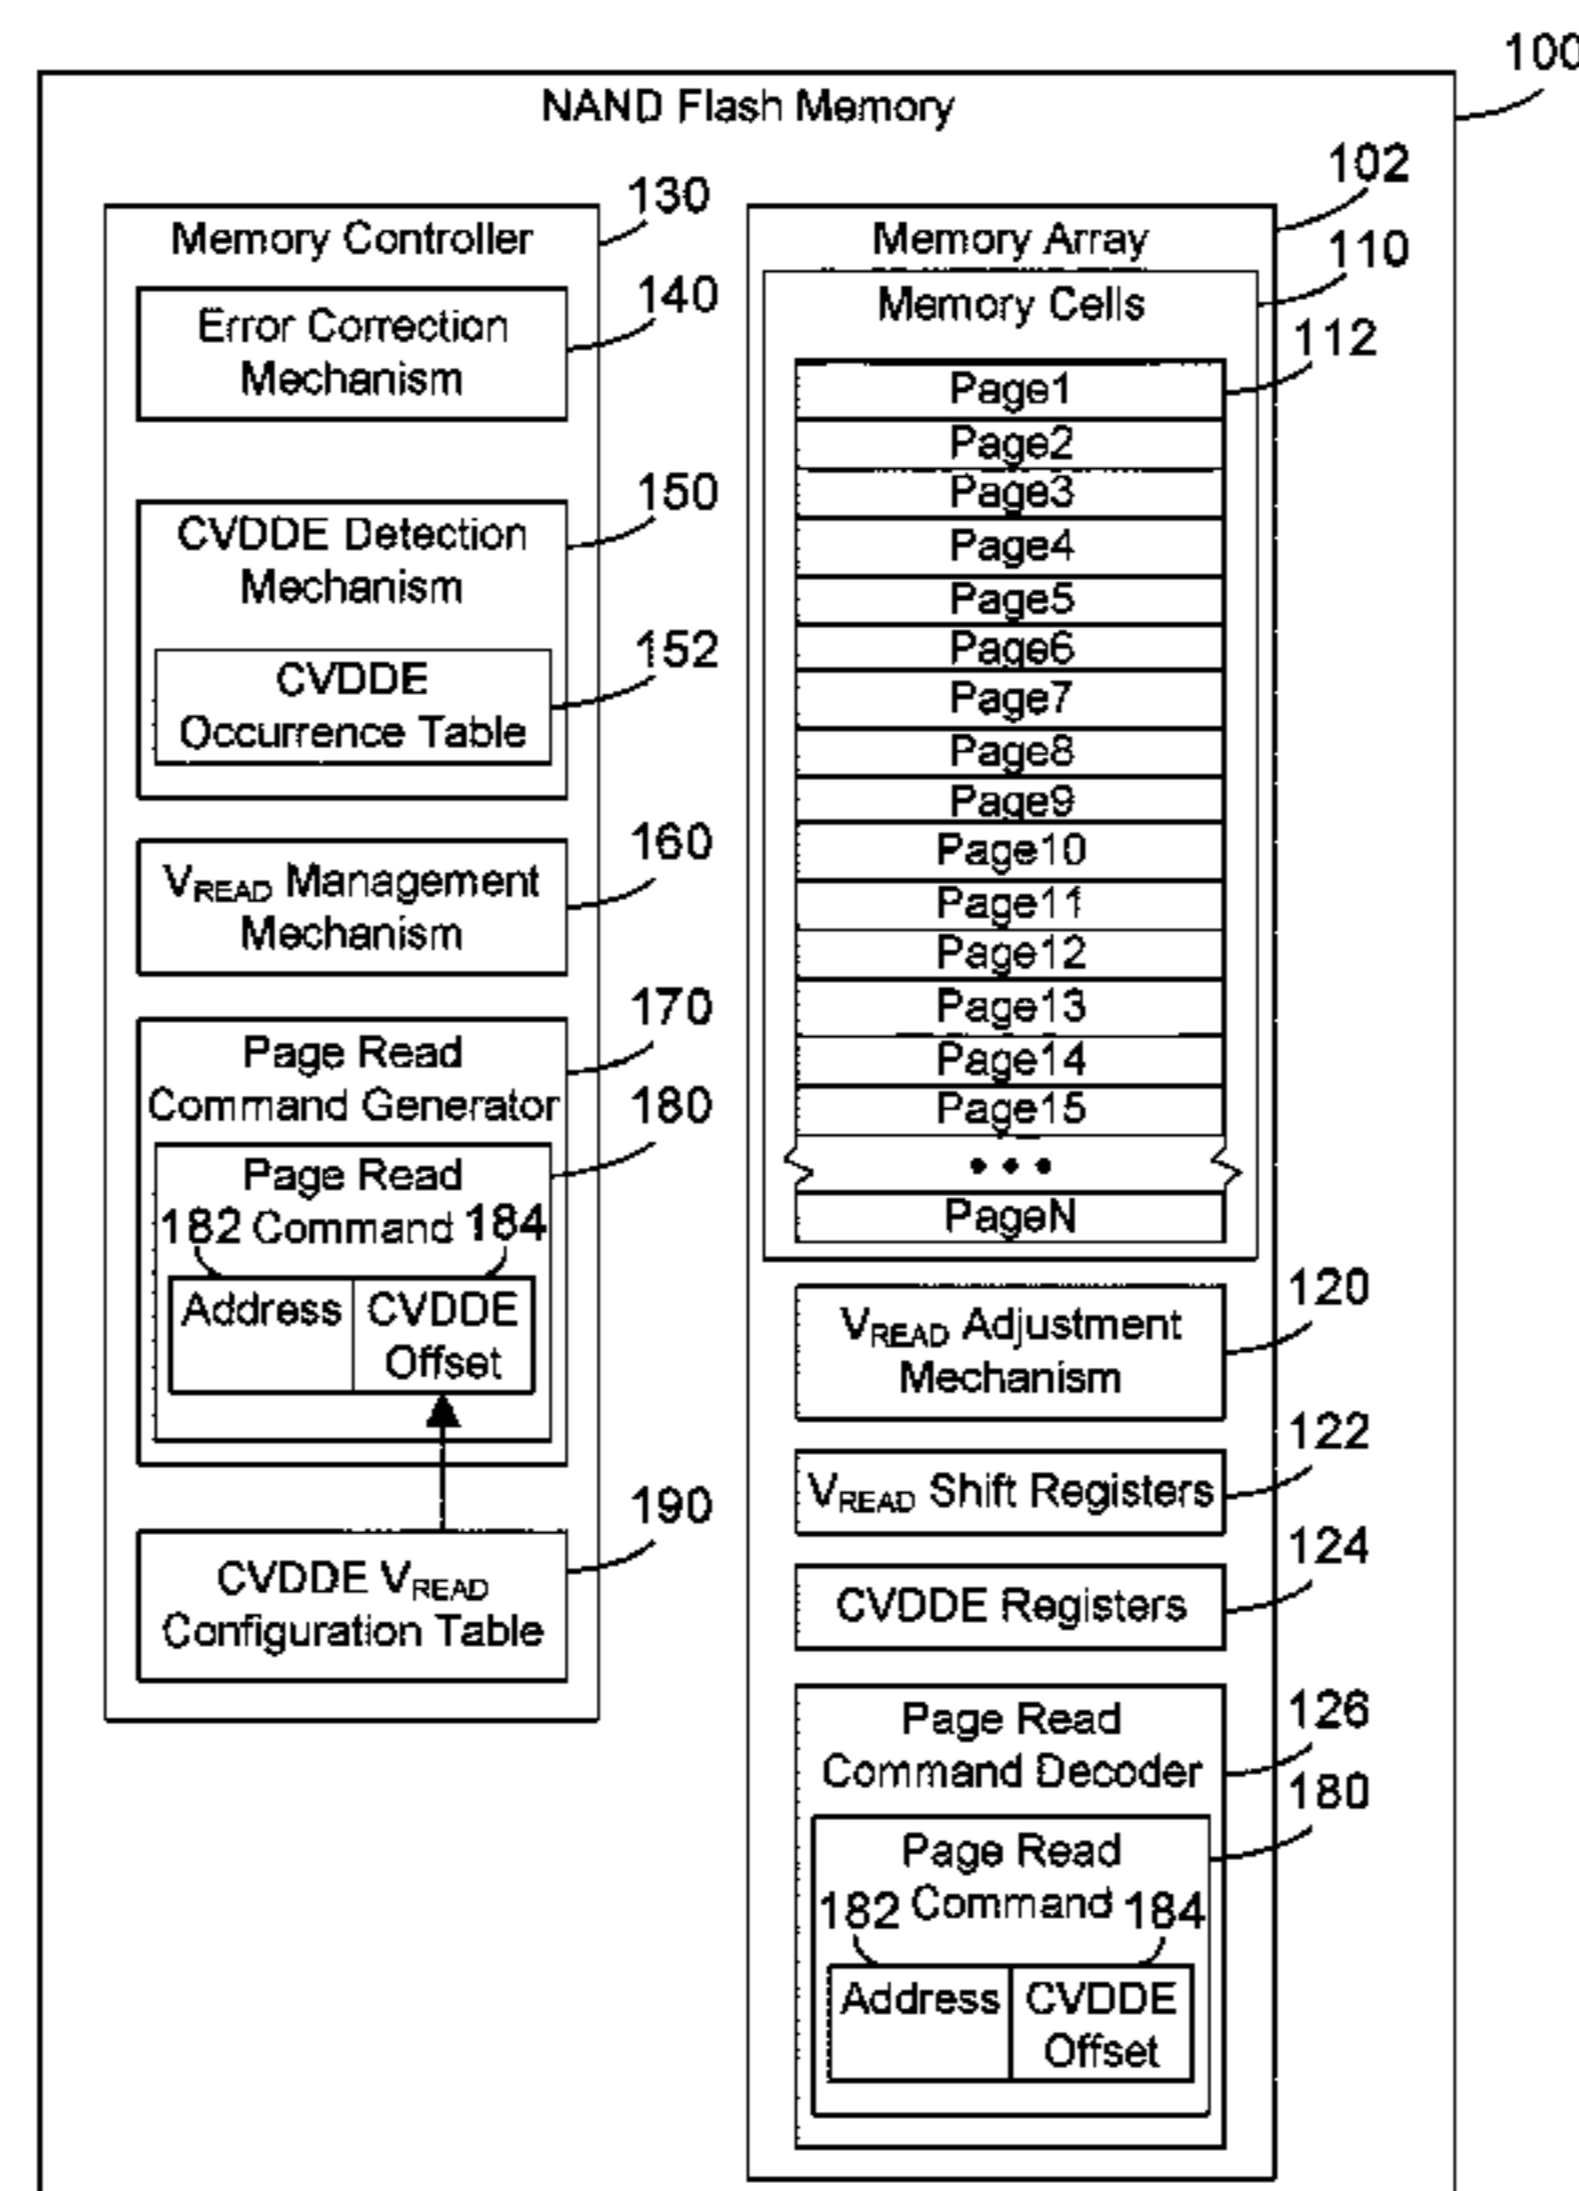 100
NAND Flash Memory
130
Memory Controller
140
Error Correction
Mechanism
150
CVDDE Detection
Mechanism
152
CVDDE
Occurrence Table
160
VREAD Management
Mechanism
170
Page Read
Command Generator
180
Page Read
182 Command 184
Address
CVDDE
Offset
190
CVDDE VREAD
Configuration Table
102
Memory Array
110
Memory Cells
112
Page1
Page2
Page3
Page4
Page5
Page6
Page7
Page8
Page9
Page10
Page11
Page12
Page13
Page14
Page15
•••
PageN
120
VREAD Adjustment
Mechanism
122
VREAD Shift Registers
124
CVDDE Registers
126
Page Read
Command Decoder
180
Page Read
182 Command 184
Address
CVDDE
Offset